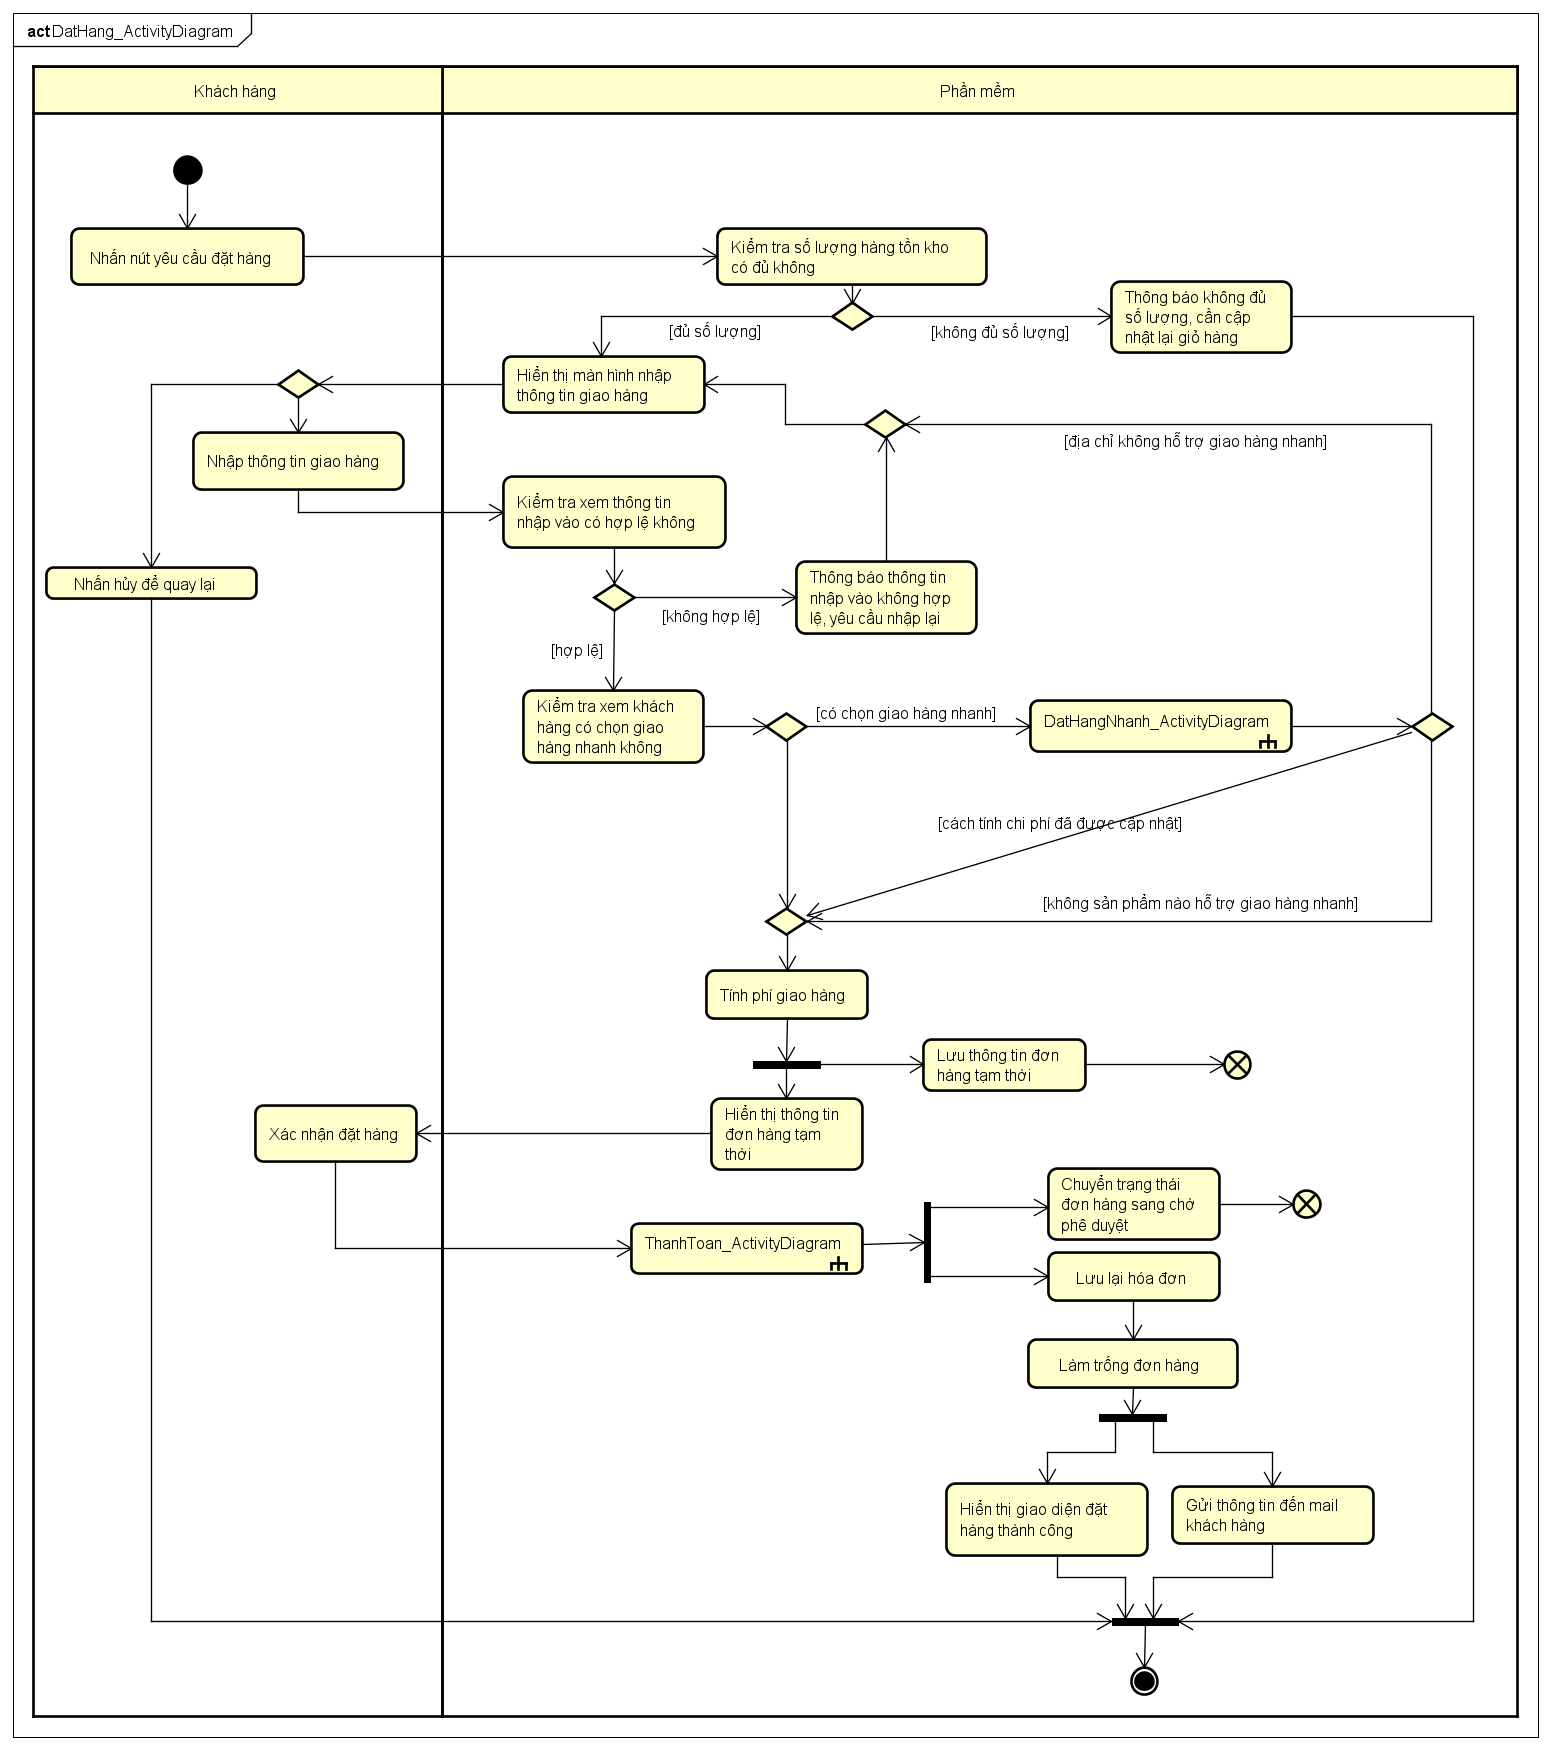 act DatHang_ActivityDiagram
Khách hàng
Phần mềm
Nhấn nút yêu cầu đặt hàng
Kiểm tra số lượng hàng tồn kho
có đủ không
Thông báo không đủ
số lượng, cần cập
nhật lại giỏ hàng
[đủ số lượng]
[không đủ số lượng]
Hiển thị màn hình nhập
thông tin giao hàng
[địa chỉ không hỗ trợ giao hàng nhanh]
Nhập thông tin giao hàng
Kiểm tra xem thông tin
nhập vào có hợp lệ không
Nhấn hủy để quay lại
Thông báo thông tin
nhập vào không hợp
lệ, yêu cầu nhập lại
[không hợp lệ]
[hợp lệ]
Kiểm tra xem khách
hàng có chọn giao
hàng nhanh không
[có chọn giao hàng nhanh]
DatHangNhanh_ActivityDiagram
[cách tính chi phí đã được cập nhật]
[không sản phẩm nào hỗ trợ giao hàng nhanh]
Tính phí giao hàng
Lưu thông tin đơn
hàng tạm thời
Hiển thị thông tin
đơn hàng tạm
thời
Xác nhận đặt hàng
Chuyển trạng thái
đơn hàng sang chờ
phê duyệt
ThanhToan_ActivityDiagram
Lưu lại hóa đơn
Làm trống đơn hàng
Hiển thị giao diện đặt
hàng thành công
Gửi thông tin đến mail
khách hàng